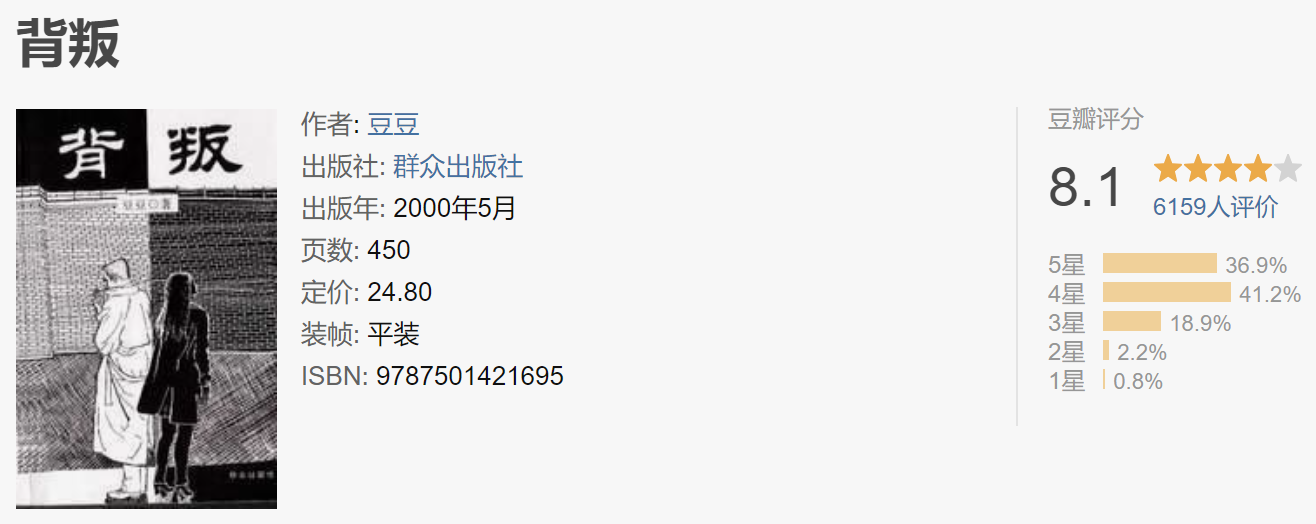 背叛
背 叛
豆豆◎著
作者: 豆豆
出版社: 群众出版社
出版年: 2000年5月
页数: 450
定价: 24.80
装帧: 平装
ISBN: 9787501421695
豆瓣评分
8.1
6159人评价
5星 36.9%
4星 41.2%
3星 18.9%
2星 2.2%
1星 0.8%